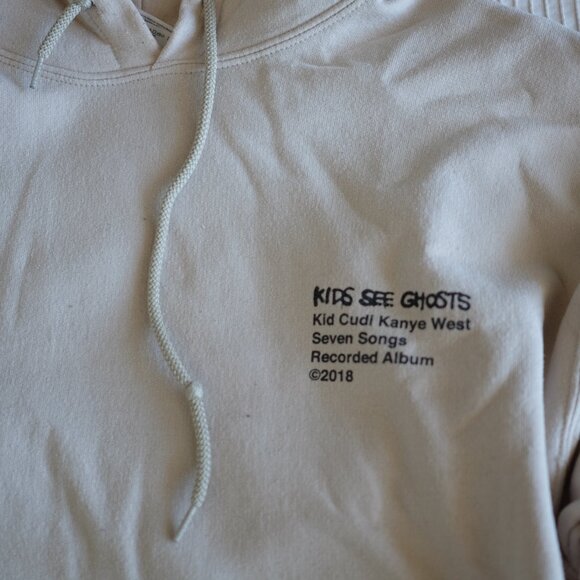 KIDS SEE GHOSTS
Kid Cudi Kanye West
Seven Songs
Recorded Album
©2018